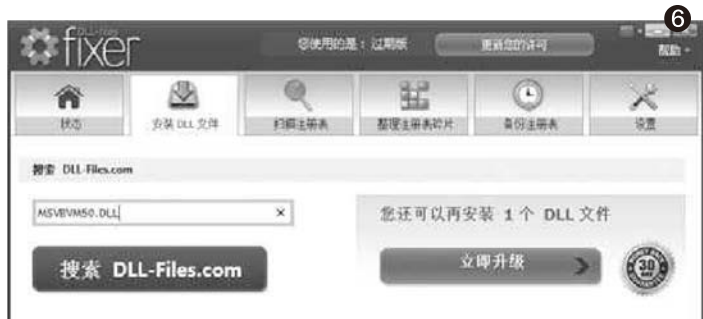 ❻
DLL-Files
fixer
您使用的是：过期版
更新您的许可
帮助
状态
安装 DLL 文件
扫描注册表
整理注册表碎片
备份注册表
设置
搜索 DLL-Files.com
MSVBVM50.DLL
×
您还可以再安装 1 个 DLL 文件
搜索 DLL-Files.com
立即升级
30